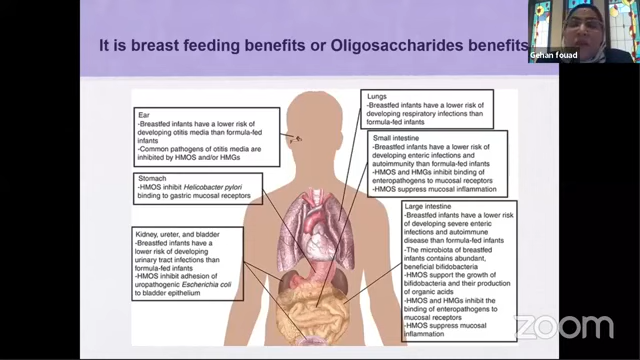 It is breast feeding benefits or Oligosaccharides benefits
Gehan fouad
Ear
-Breastfed infants have a lower risk of
developing otitis media than formula-fed
infants
-Common pathogens of otitis media are
inhibited by HMOS and/or HMGs
Stomach
-HMOS inhibit Helicobacter pylori
binding to gastric mucosal receptors
Kidney, ureter, and bladder
-Breastfed infants have a
lower risk of developing
urinary tract infections than
formula-fed infants
-HMOS inhibit adhesion of
uropathogenic Escherichia coli
to bladder epithelium
Lungs
-Breastfed infants have a lower risk of
developing respiratory infections than
formula-fed infants
Small intestine
-Breastfed infants have a lower risk of
developing enteric infections and
autoimmunity than formula-fed infants
-HMOS and HMGs inhibit binding of
enteropathogens to mucosal receptors
-HMOS suppress mucosal inflammation
Large intestine
-Breastfed infants have a lower risk
of developing severe enteric
infections and autoimmune
disease than formula-fed infants
-The microbiota of breastfed
infants contains abundant,
beneficial bifidobacteria
-HMOS support the growth of
bifidobacteria and their production
of organic acids
-HMOS and HMGs inhibit the
binding of enteropathogens to
mucosal receptors
-HMOS suppress mucosal
inflammation
zoom